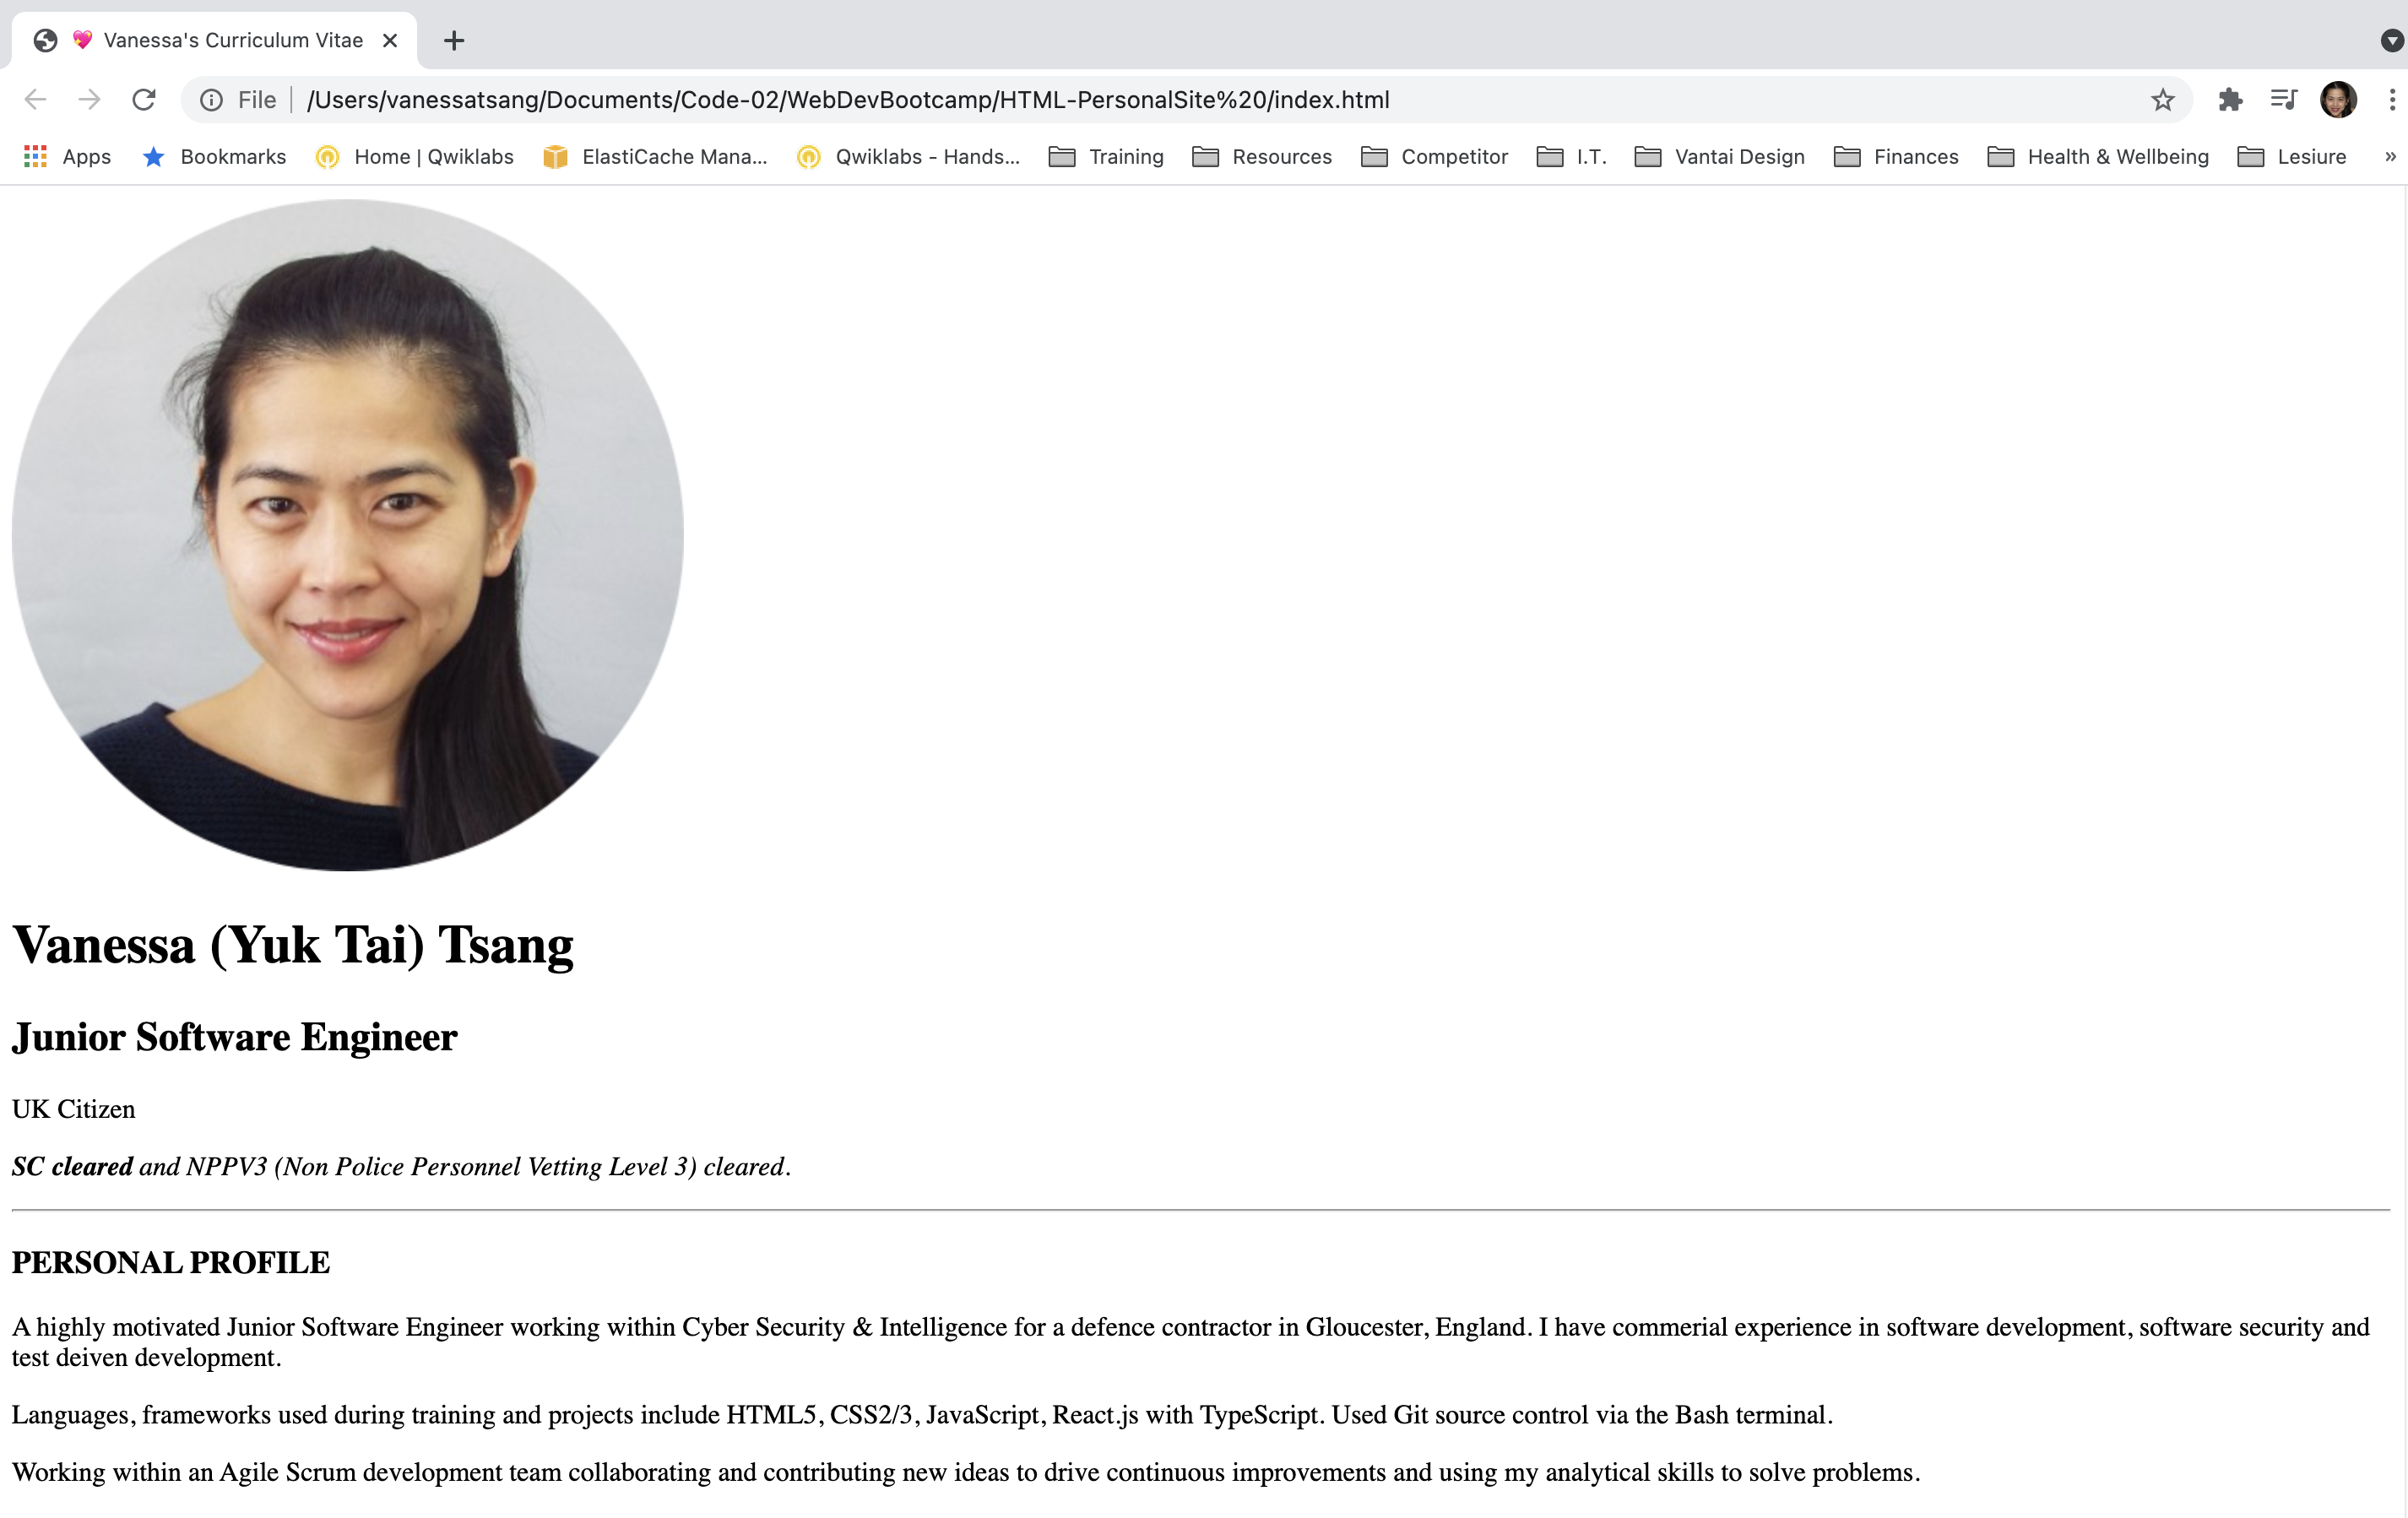 💖 Vanessa's Curriculum Vitae
File /Users/vanessatsang/Documents/Code-02/WebDevBootcamp/HTML-PersonalSite%20/index.html
Apps Bookmarks Home | Qwiklabs ElastiCache Mana... Qwiklabs - Hands... Training Resources Competitor I.T. Vantai Design Finances Health & Wellbeing Lesiure »
Vanessa (Yuk Tai) Tsang
Junior Software Engineer
UK Citizen
SC cleared and NPPV3 (Non Police Personnel Vetting Level 3) cleared.
PERSONAL PROFILE
A highly motivated Junior Software Engineer working within Cyber Security & Intelligence for a defence contractor in Gloucester, England. I have commerial experience in software development, software security and
test deiven development.
Languages, frameworks used during training and projects include HTML5, CSS2/3, JavaScript, React.js with TypeScript. Used Git source control via the Bash terminal.
Working within an Agile Scrum development team collaborating and contributing new ideas to drive continuous improvements and using my analytical skills to solve problems.